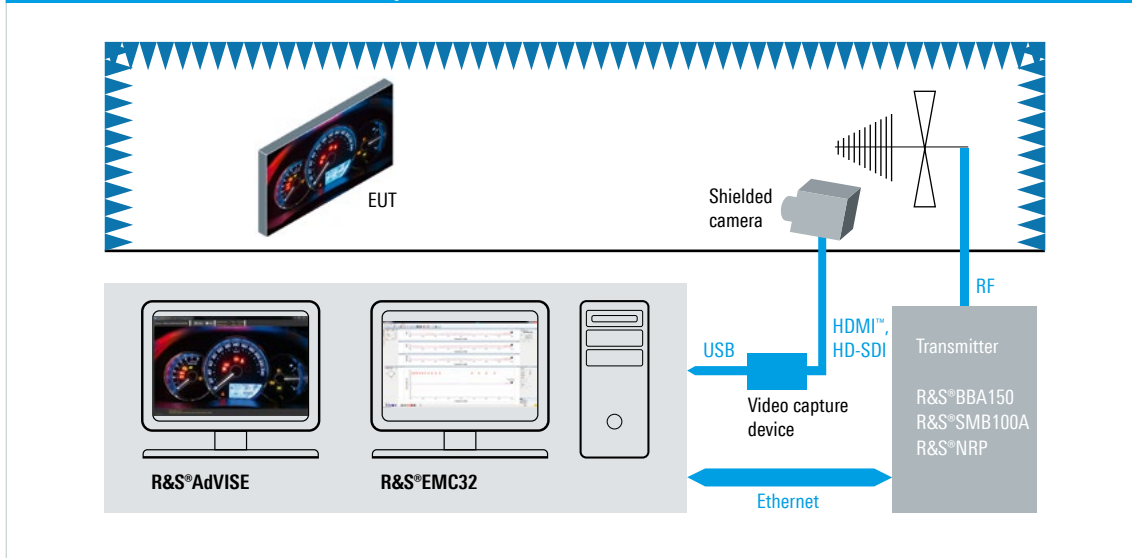 EUT
Shielded
camera
RF
HDMI™,
HD-SDI
USB
Video capture
device
Transmitter
R&S®BBA150
R&S®SMB100A
R&S®NRP
R&S®AdVISE
R&S®EMC32
Ethernet